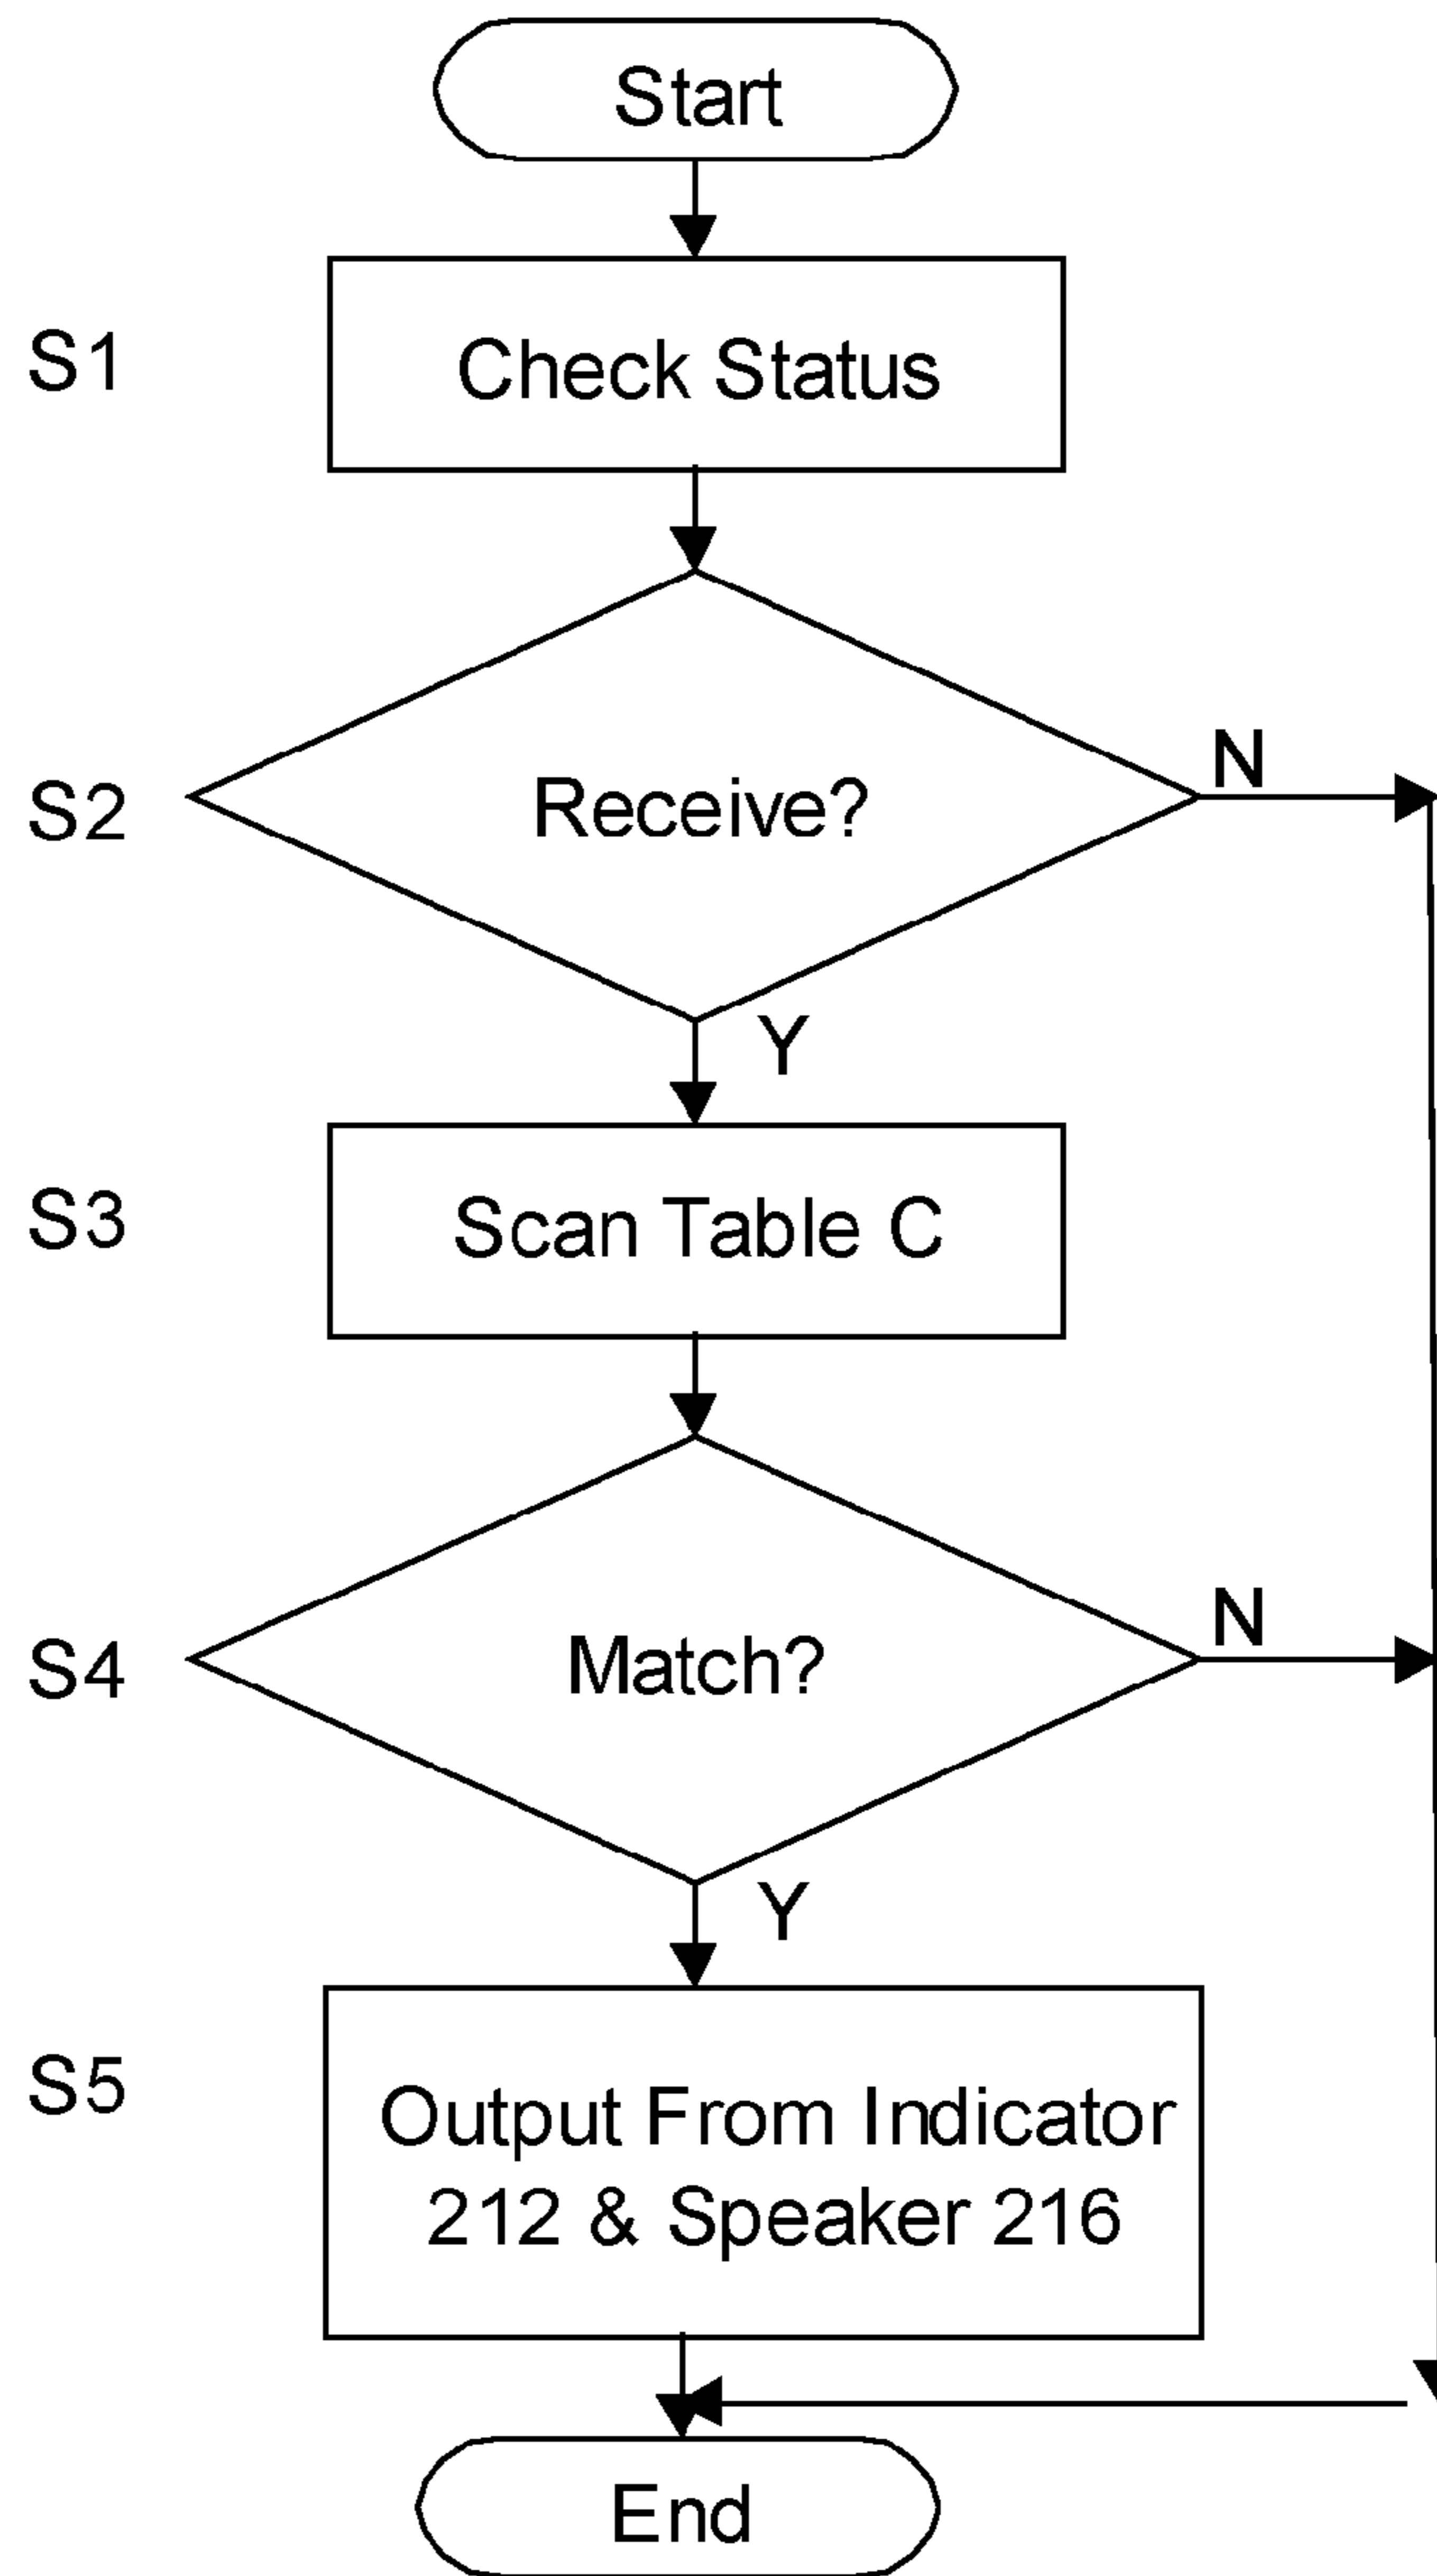 Start
S1
Check Status
S2
Receive?
N
Y
S3
Scan Table C
S4
Match?
N
Y
S5
Output From Indicator
212 & Speaker 216
End